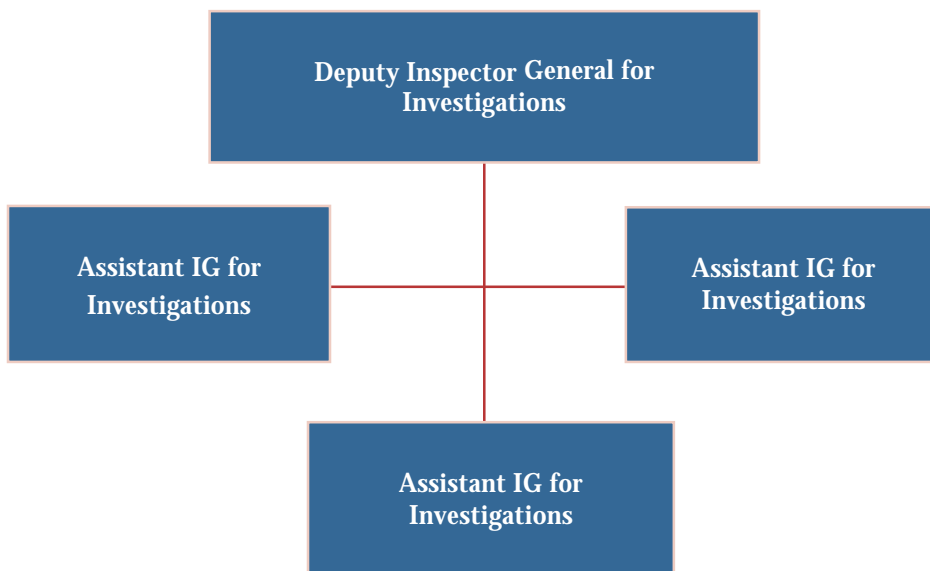 Deputy Inspector General for
Investigations
Assistant IG for
Investigations
Assistant IG for
Investigations
Assistant IG for
Investigations